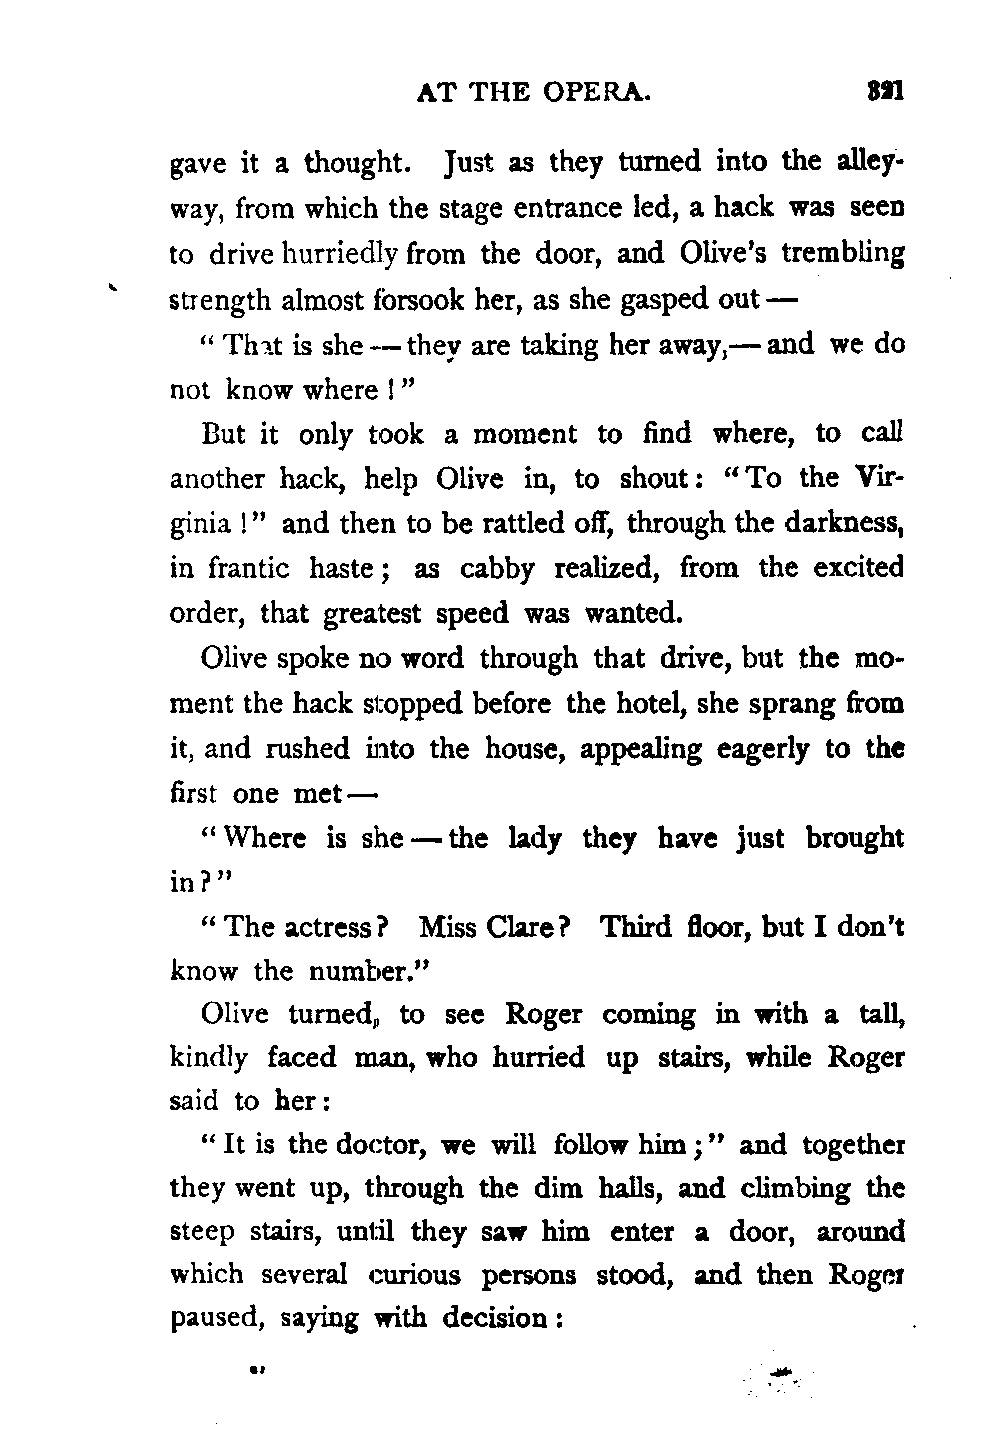 AT THE OPERA. 321
gave it a thought. Just as they turned into the alley-
way, from which the stage entrance led, a hack was seen
to drive hurriedly from the door, and Olive's trembling
strength almost forsook her, as she gasped out —
" That is she — they are taking her away,— and we do
not know where ! "
But it only took a moment to find where, to call
another hack, help Olive in, to shout : " To the Vir-
ginia ! " and then to be rattled off, through the darkness,
in frantic haste ; as cabby realized, from the excited
order, that greatest speed was wanted.
Olive spoke no word through that drive, but the mo-
ment the hack stopped before the hotel, she sprang from
it, and rushed into the house, appealing eagerly to the
first one met —
" Where is she — the lady they have just brought
in ? "
" The actress ? Miss Clare ? Third floor, but I don't
know the number."
Olive turned, to see Roger coming in with a tall,
kindly faced man, who hurried up stairs, while Roger
said to her :
" It is the doctor, we will follow him ; " and together
they went up, through the dim halls, and climbing the
steep stairs, until they saw him enter a door, around
which several curious persons stood, and then Roger
paused, saying with decision :